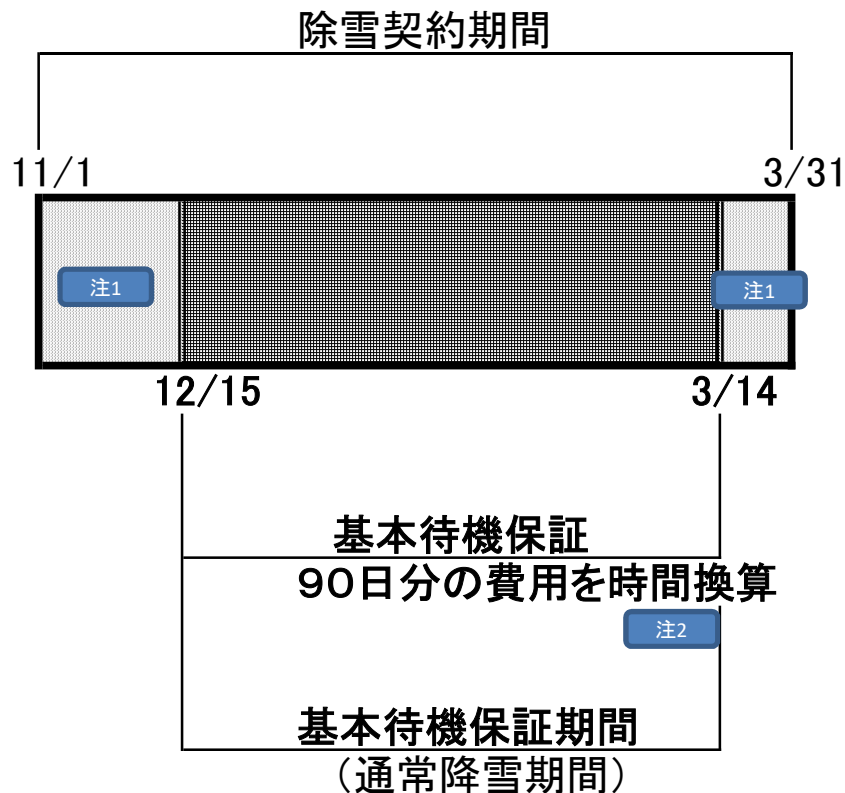 除雪契約期間
11/1
3/31
注1
注1
12/15
3/14
基本待機保証
90日分の費用を時間換算
注2
基本待機保証期間
(通常降雪期間)